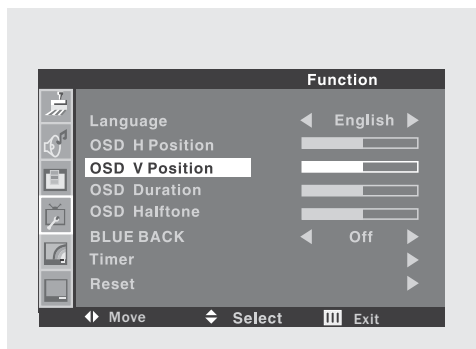 Function
Language English
OSD H Position
OSD V Position
OSD Duration
OSD Halftone
BLUE BACK Off
Timer
Reset
Move Select Exit